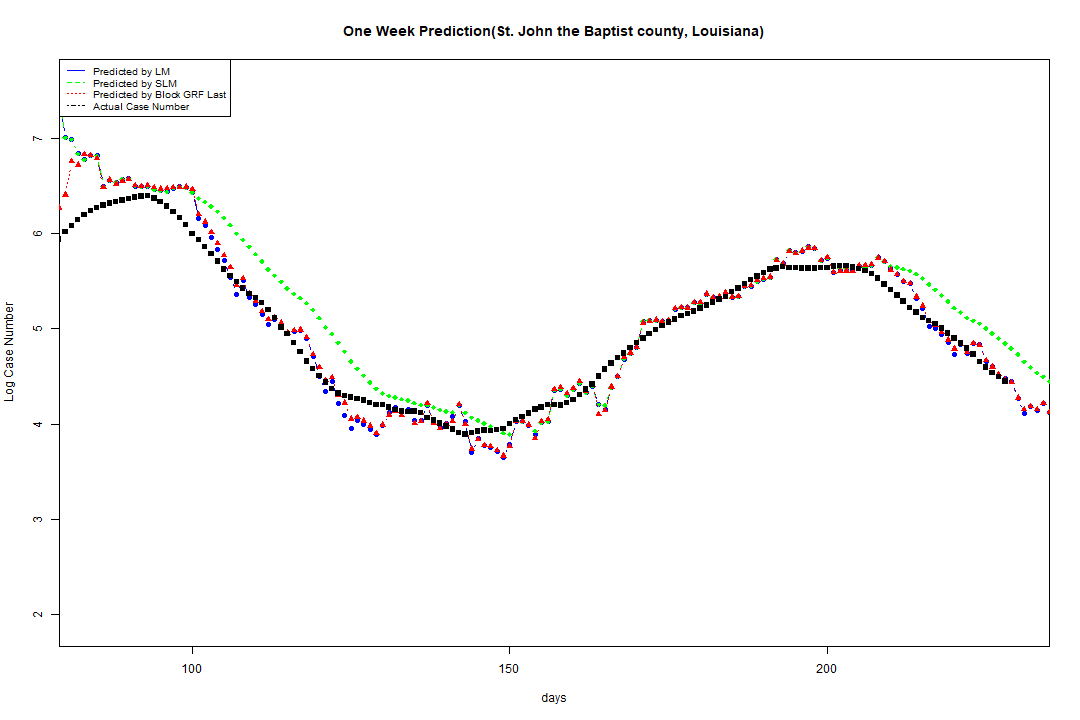 One Week Prediction(St. John the Baptist county, Louisiana)
Predicted by LM
Predicted by SLM
Predicted by Block GRF Last
Actual Case Number
7
6
5
4
3
2
Log Case Number
100
150
200
days